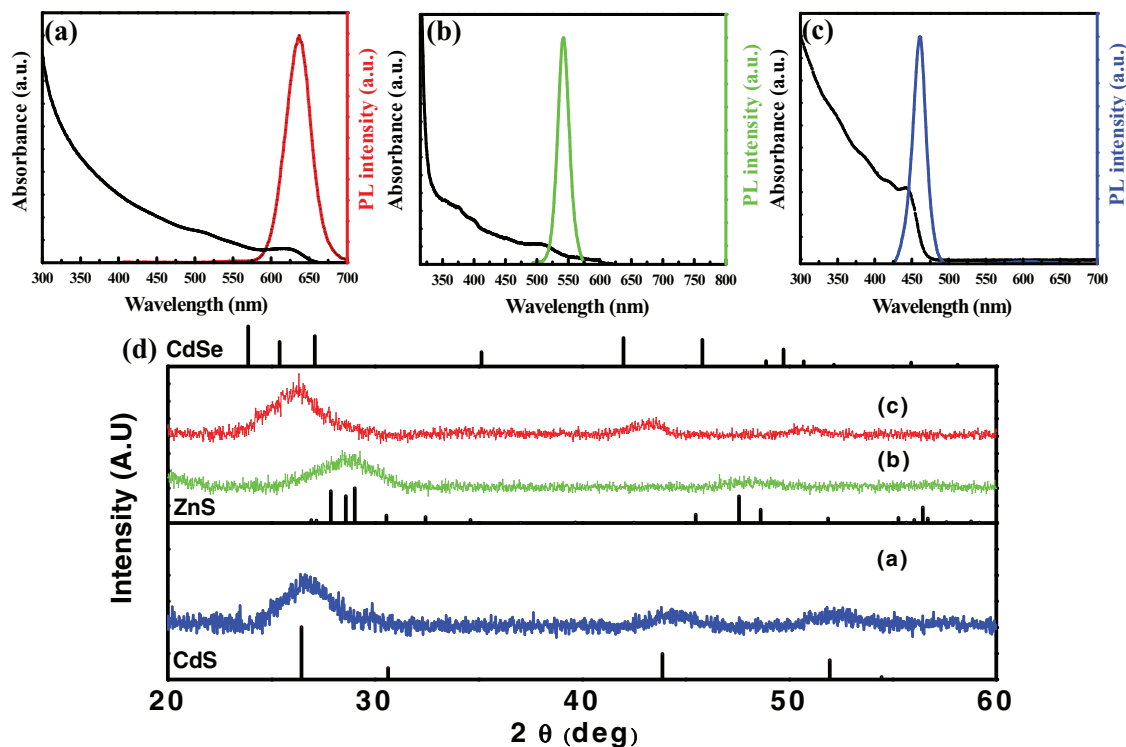 (a)
Absorbance (a.u.)
PL intensity (a.u.)
300 350 400 450 500 550 600 650 700
Wavelength (nm)
(b)
Absorbance (a.u.)
PL intensity (a.u.)
350 400 450 500 550 600 650 700 750 800
Wavelength (nm)
(c)
Absorbance (a.u.)
PL intensity (a.u.)
300 350 400 450 500 550 600 650 700
Wavelength (nm)
(d)
CdSe
(c)
(b)
ZnS
(a)
CdS
Intensity (A.U)
20 30 40 50 60
2 θ (deg)